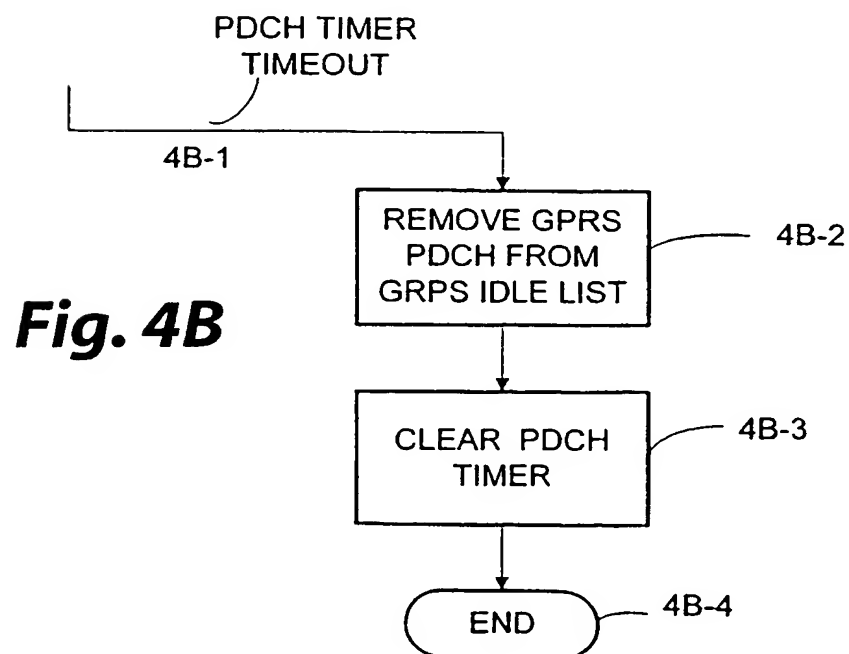 PDCH TIMER
TIMEOUT
4B-1
REMOVE GPRS
PDCH FROM
GRPS IDLE LIST
4B-2
Fig. 4B
CLEAR PDCH
TIMER
4B-3
END
4B-4